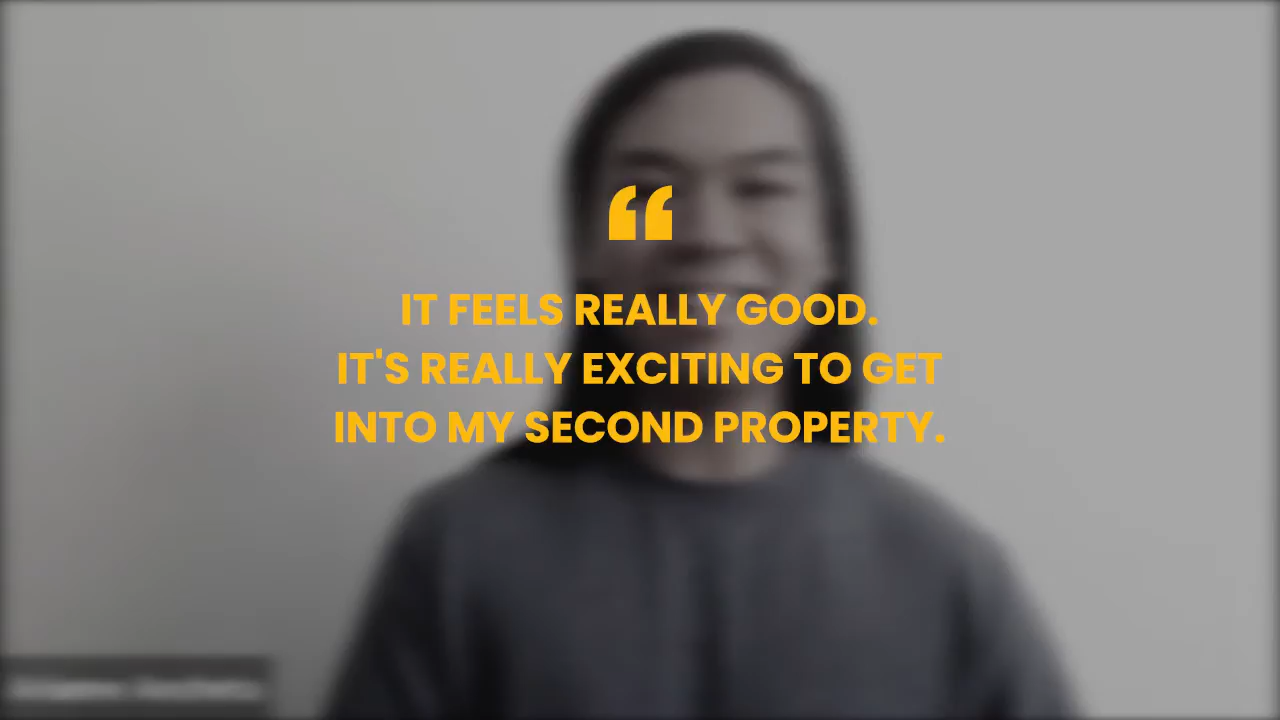 “
IT FEELS REALLY GOOD.
IT'S REALLY EXCITING TO GET
INTO MY SECOND PROPERTY.